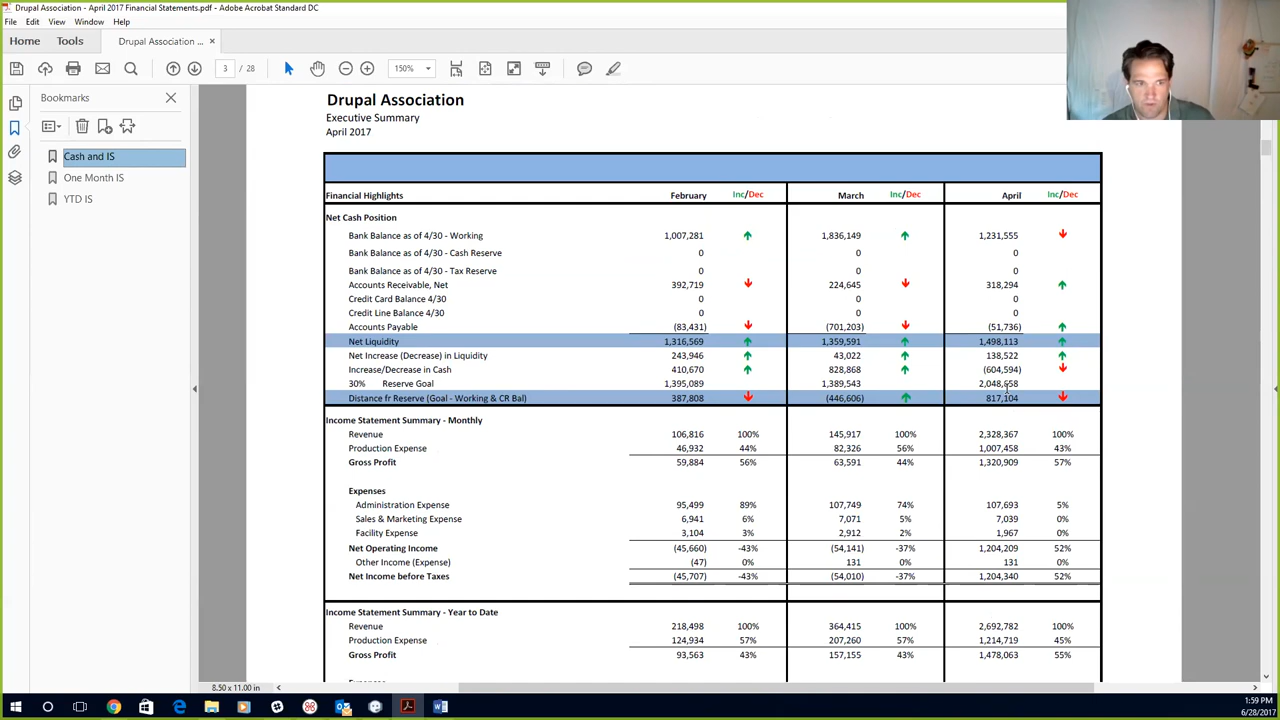 Drupal Association - April 2017 Financial Statements.pdf - Adobe Acrobat Standard DC
File Edit View Window Help
Home Tools Drupal Association ... ×
3 / 28 150%
Bookmarks
Cash and IS
One Month IS
YTD IS
Drupal Association
Executive Summary
April 2017
Financial Highlights February Inc/Dec March Inc/Dec April Inc/Dec
Net Cash Position
Bank Balance as of 4/30 - Working 1,007,281 1,836,149 1,231,555
Bank Balance as of 4/30 - Cash Reserve 0 0 0
Bank Balance as of 4/30 - Tax Reserve 0 0 0
Accounts Receivable, Net 392,719 224,645 318,294
Credit Card Balance 4/30 0 0 0
Credit Line Balance 4/30 0 0 0
Accounts Payable (83,431) (701,203) (51,736)
Net Liquidity 1,316,569 1,359,591 1,498,113
Net Increase (Decrease) in Liquidity 243,946 43,022 138,522
Increase/Decrease in Cash 410,670 828,868 (604,594)
30% Reserve Goal 1,395,089 1,389,543 2,048,658
Distance fr Reserve (Goal - Working & CR Bal) 387,808 (446,606) 817,104
Income Statement Summary - Monthly
Revenue 106,816 100% 145,917 100% 2,328,367 100%
Production Expense 46,932 44% 82,326 56% 1,007,458 43%
Gross Profit 59,884 56% 63,591 44% 1,320,909 57%
Expenses
Administration Expense 95,499 89% 107,749 74% 107,693 5%
Sales & Marketing Expense 6,941 6% 7,071 5% 7,039 0%
Facility Expense 3,104 3% 2,912 2% 1,967 0%
Net Operating Income (45,660) -43% (54,141) -37% 1,204,209 52%
Other Income (Expense) (47) 0% 131 0% 131 0%
Net Income before Taxes (45,707) -43% (54,010) -37% 1,204,340 52%
Income Statement Summary - Year to Date
Revenue 218,498 100% 364,415 100% 2,692,782 100%
Production Expense 124,934 57% 207,260 57% 1,214,719 45%
Gross Profit 93,563 43% 157,155 43% 1,478,063 55%
8.50 x 11.00 in
1:59 PM
6/28/2017